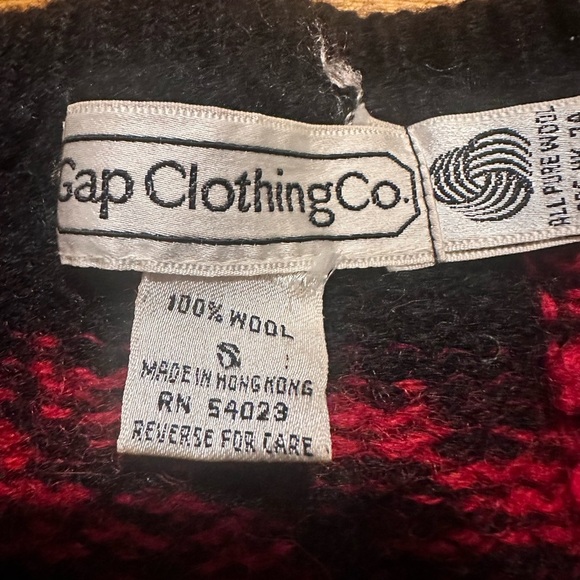 Gap Clothing Co.
ALL PURE WOOL
100% WOOL
S
MADE IN HONG KONG
RN 54023
REVERSE FOR CARE